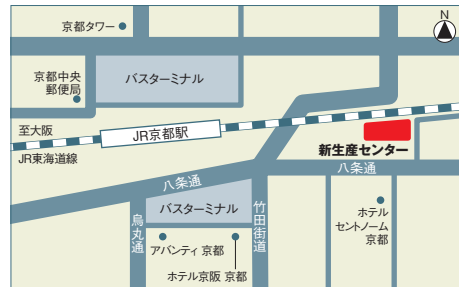 京都タワー
N
京都中央
郵便局
バスターミナル
至大阪
JR京都駅
JR東海道線
新生産センター
八条通
八条通
烏丸通
バスターミナル
竹田街道
アバンティ 京都
ホテル京阪 京都
ホテル
セントノーム
京都